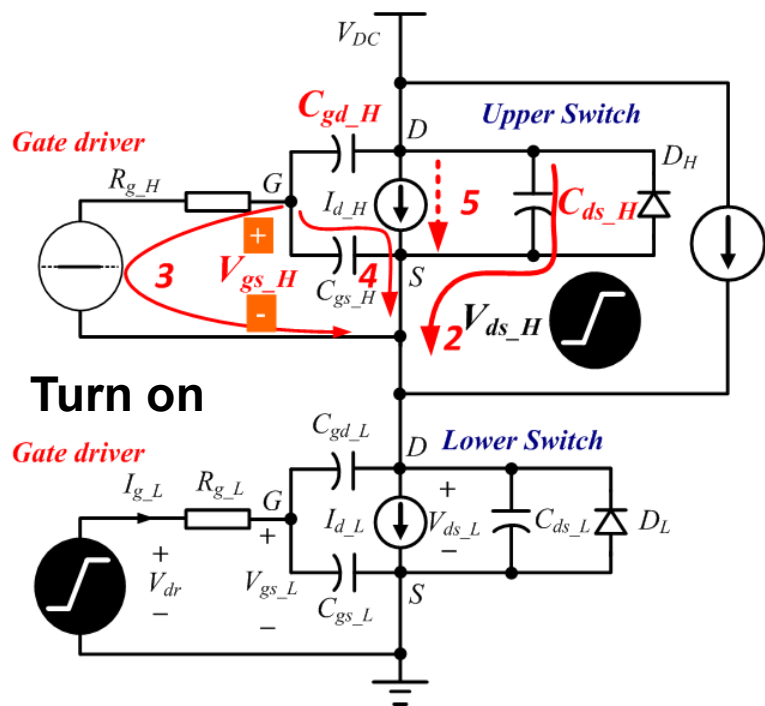 V_DC
C_gd_H
Upper Switch
Gate driver
D
D_H
R_g_H
G
I_d_H
5
C_ds_H
+
3
V_gs_H
4
S
C_gs_H
-
2
V_ds_H
Turn on
C_gd_L
D
Lower Switch
Gate driver
I_g_L
R_g_L
G
I_d_L
+
V_ds_L
–
C_ds_L
D_L
+
V_dr
–
+
V_gs_L
–
C_gs_L
S